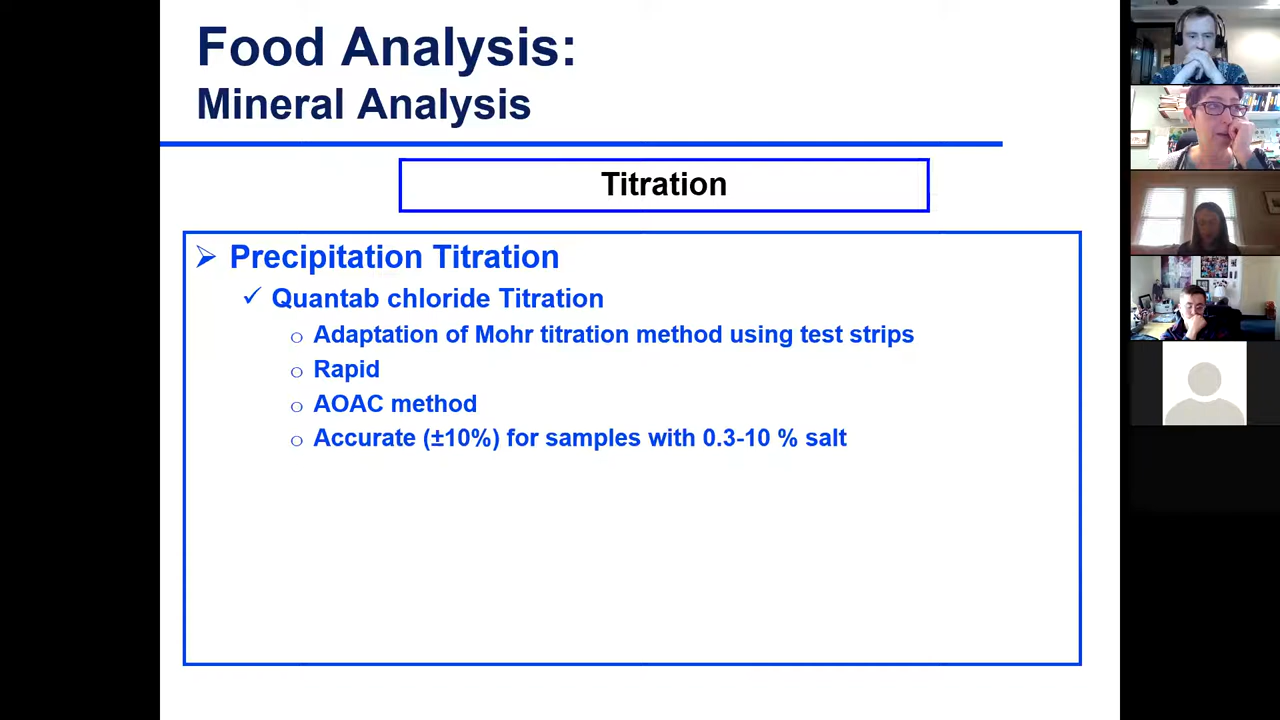 Food Analysis:
Mineral Analysis
Titration
Precipitation Titration
Quantab chloride Titration
Adaptation of Mohr titration method using test strips
Rapid
AOAC method
Accurate (±10%) for samples with 0.3-10 % salt